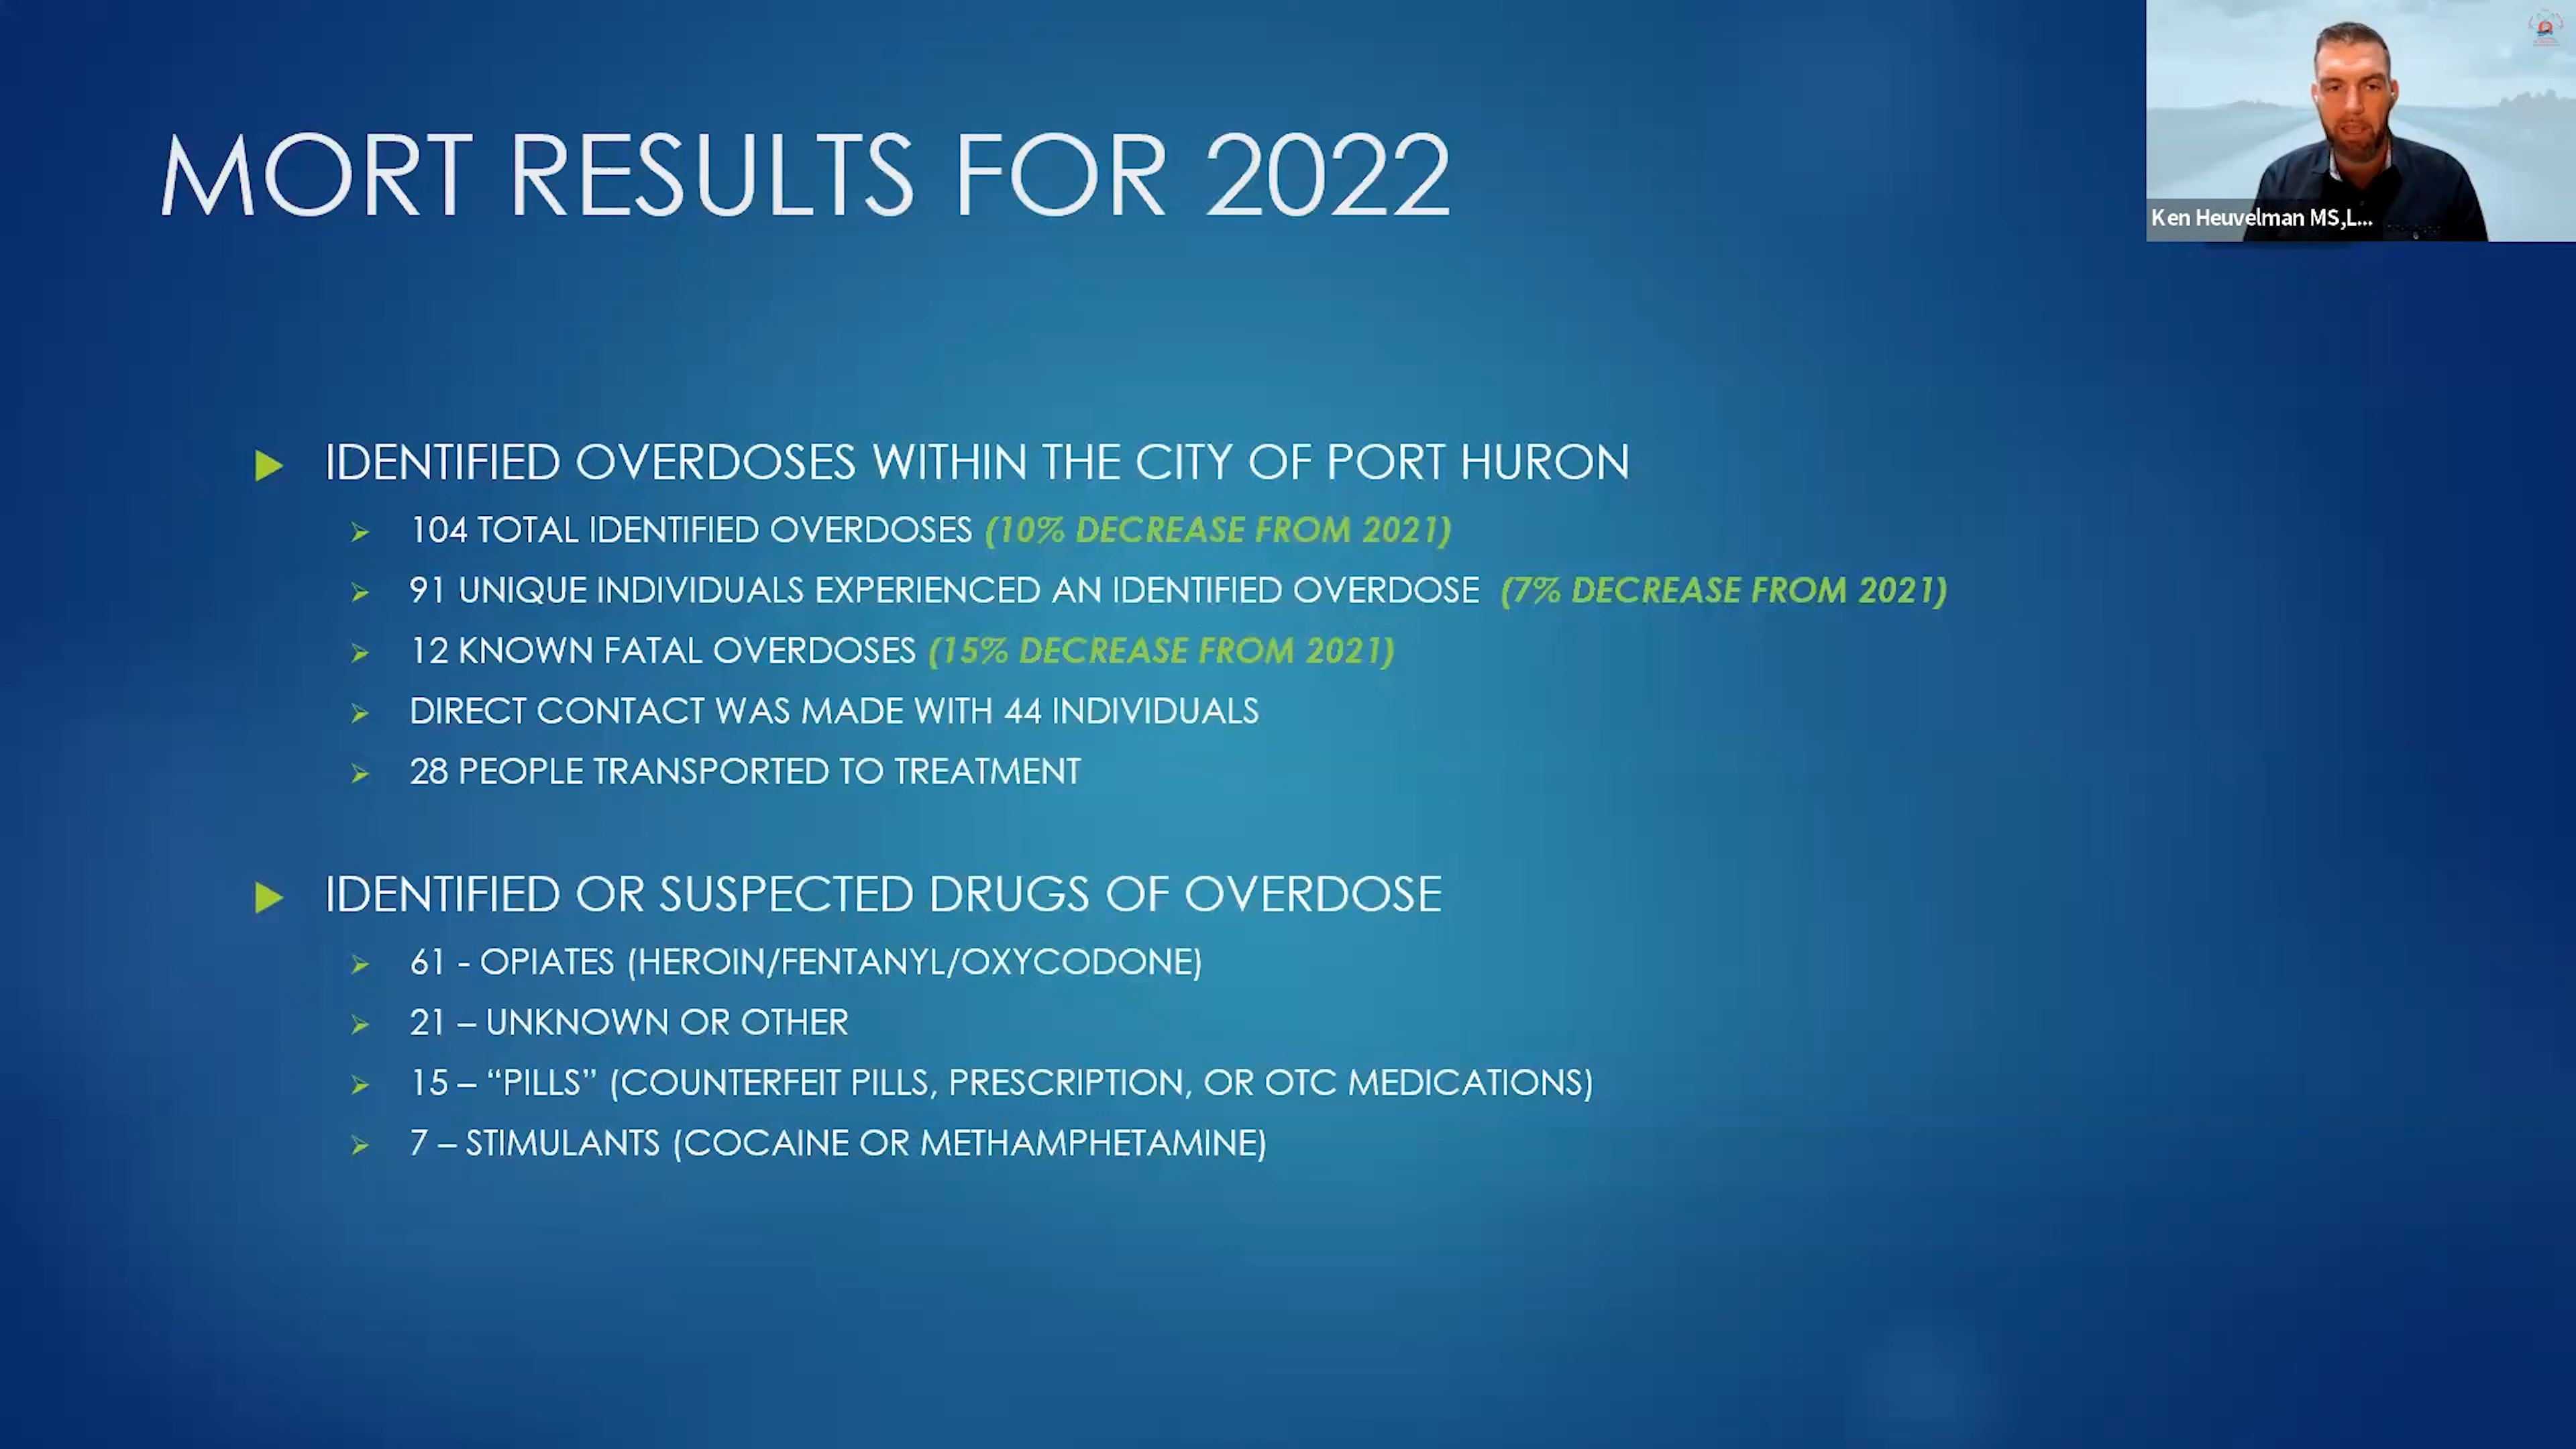 MORT RESULTS FOR 2022
Ken Heuvelman MS,L...
IDENTIFIED OVERDOSES WITHIN THE CITY OF PORT HURON
104 TOTAL IDENTIFIED OVERDOSES (10% DECREASE FROM 2021)
91 UNIQUE INDIVIDUALS EXPERIENCED AN IDENTIFIED OVERDOSE (7% DECREASE FROM 2021)
12 KNOWN FATAL OVERDOSES (15% DECREASE FROM 2021)
DIRECT CONTACT WAS MADE WITH 44 INDIVIDUALS
28 PEOPLE TRANSPORTED TO TREATMENT
IDENTIFIED OR SUSPECTED DRUGS OF OVERDOSE
61 - OPIATES (HEROIN/FENTANYL/OXYCODONE)
21 – UNKNOWN OR OTHER
15 – “PILLS” (COUNTERFEIT PILLS, PRESCRIPTION, OR OTC MEDICATIONS)
7 – STIMULANTS (COCAINE OR METHAMPHETAMINE)